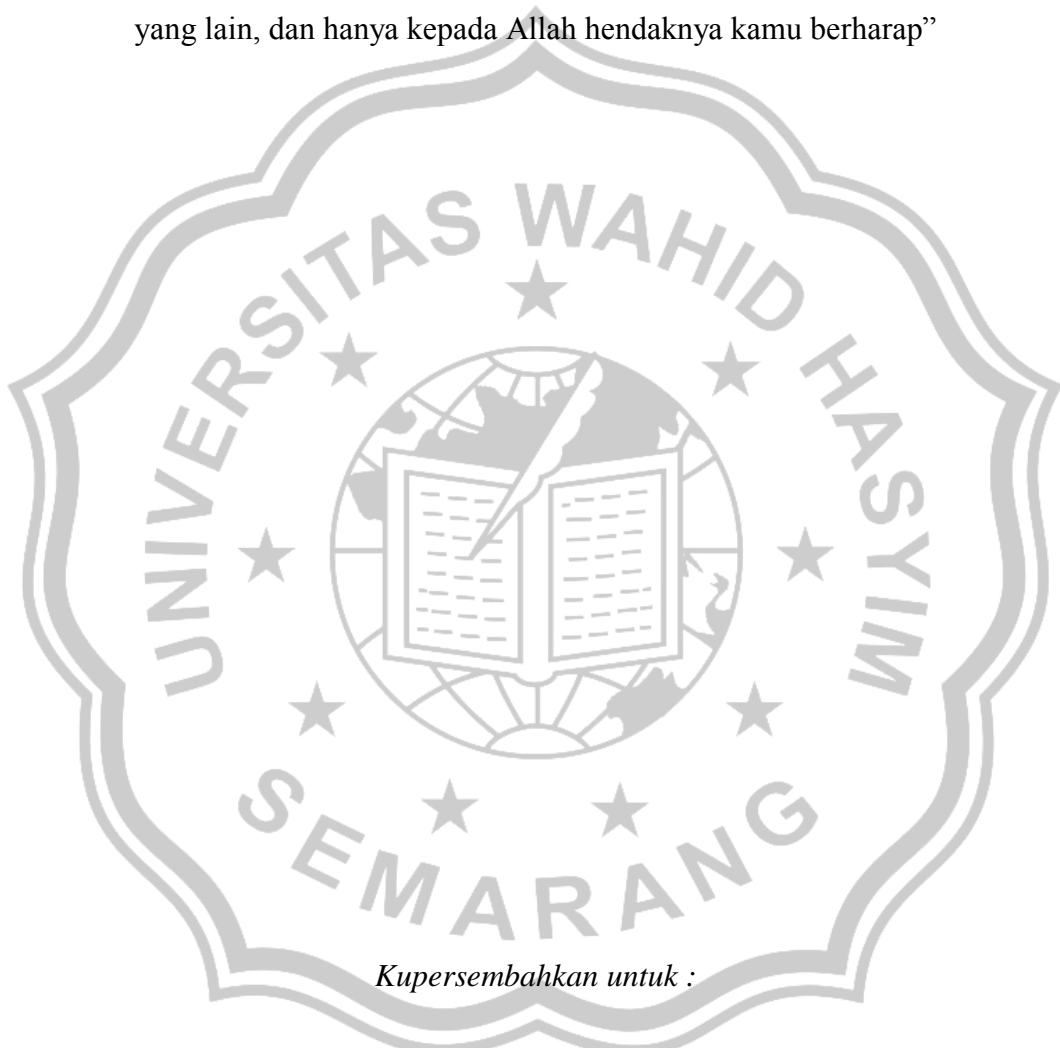 yang lain, dan hanya kepada Allah hendaknya kamu berharap”
UNIVERSITAS WAHID HASYIM
SEMARANG
Kupersembahkan untuk :